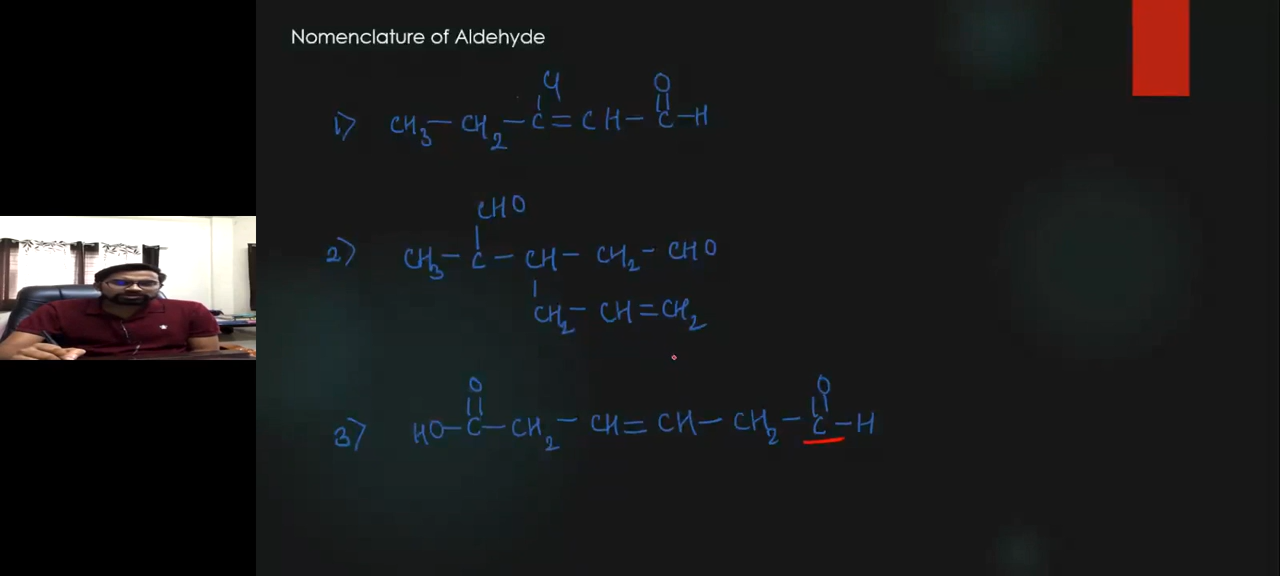 Nomenclature of Aldehyde
Cl O
1) CH3 - CH2 - C = CH - C - H
CHO
2) CH3 - C - CH - CH2 - CHO
CH2 - CH = CH2
O O
3) HO - C - CH2 - CH = CH - CH2 - C - H